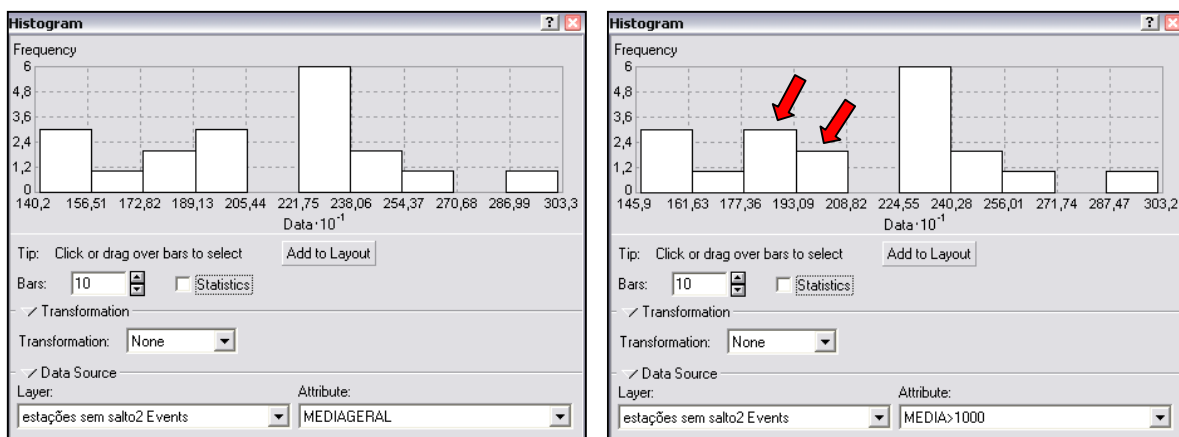 Histogram
Frequency
6
4,8
3,6
2,4
1,2
0
140,2 156,51 172,82 189,13 205,44 221,75 238,06 254,37 270,68 286,99 303,3
Data·10⁻¹
Tip: Click or drag over bars to select Add to Layout
Bars: 10 Statistics
Transformation
Transformation: None
Data Source
Layer: Attribute:
estações sem salto2 Events MEDIAGERAL
Histogram
Frequency
6
4,8
3,6
2,4
1,2
0
145,9 161,63 177,36 193,09 208,82 224,55 240,28 256,01 271,74 287,47 303,2
Data·10⁻¹
Tip: Click or drag over bars to select Add to Layout
Bars: 10 Statistics
Transformation
Transformation: None
Data Source
Layer: Attribute:
estações sem salto2 Events MEDIA>1000